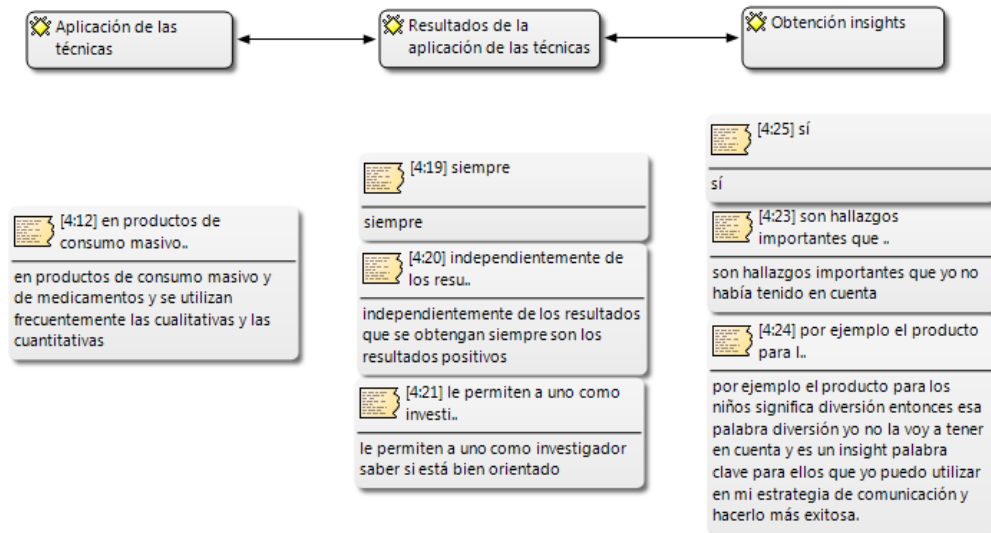 Aplicación de las
técnicas
Resultados de la
aplicación de las técnicas
Obtención insights
[4:12] en productos de
consumo masivo..
en productos de consumo masivo y
de medicamentos y se utilizan
frecuentemente las cualitativas y las
cuantitativas
[4:19] siempre
siempre
[4:20] independientemente de
los resu..
independientemente de los resultados
que se obtengan siempre son los
resultados positivos
[4:21] le permiten a uno como
investi..
le permiten a uno como investigador
saber si está bien orientado
[4:25] sí
sí
[4:23] son hallazgos
importantes que ..
son hallazgos importantes que yo no
había tenido en cuenta
[4:24] por ejemplo el producto
para l..
por ejemplo el producto para los
niños significa diversión entonces esa
palabra diversión yo no la voy a tener
en cuenta y es un insight palabra
clave para ellos que yo puedo utilizar
en mi estrategia de comunicación y
hacerlo más exitosa.